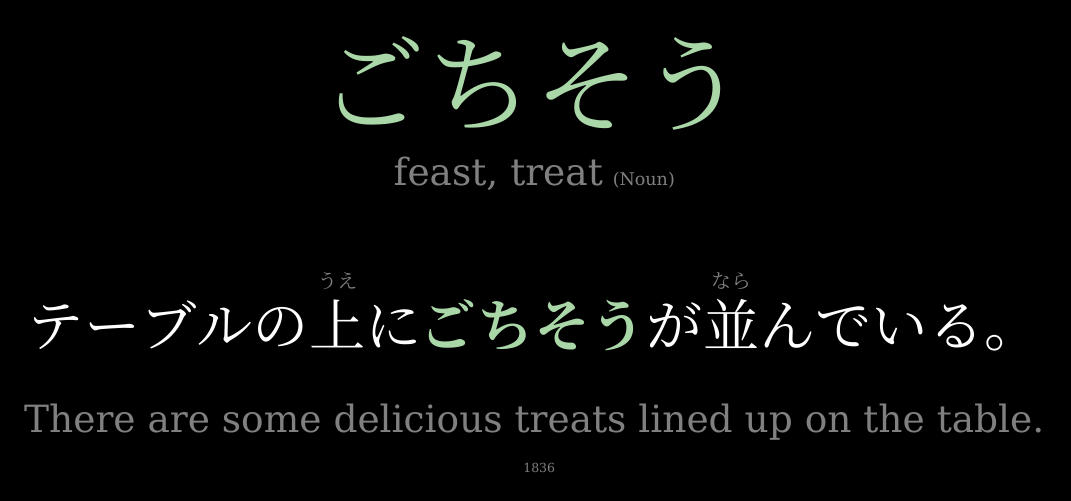 ごちそう
feast, treat (Noun)
うえ なら
テーブルの上にごちそうが並んでいる。
There are some delicious treats lined up on the table.
1836